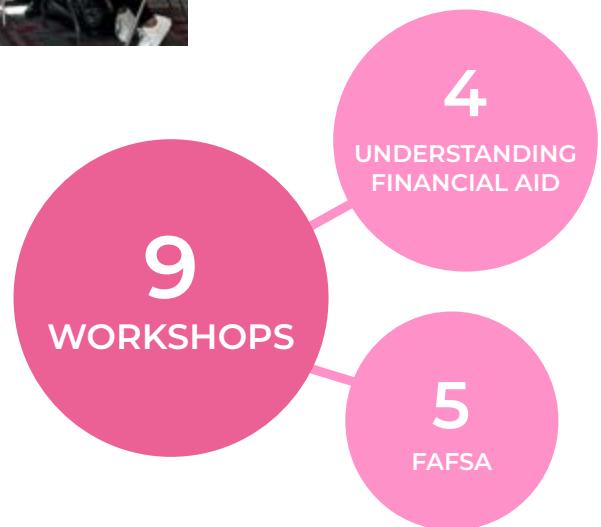 9
WORKSHOPS
4
UNDERSTANDING
FINANCIAL AID
5
FAFSA